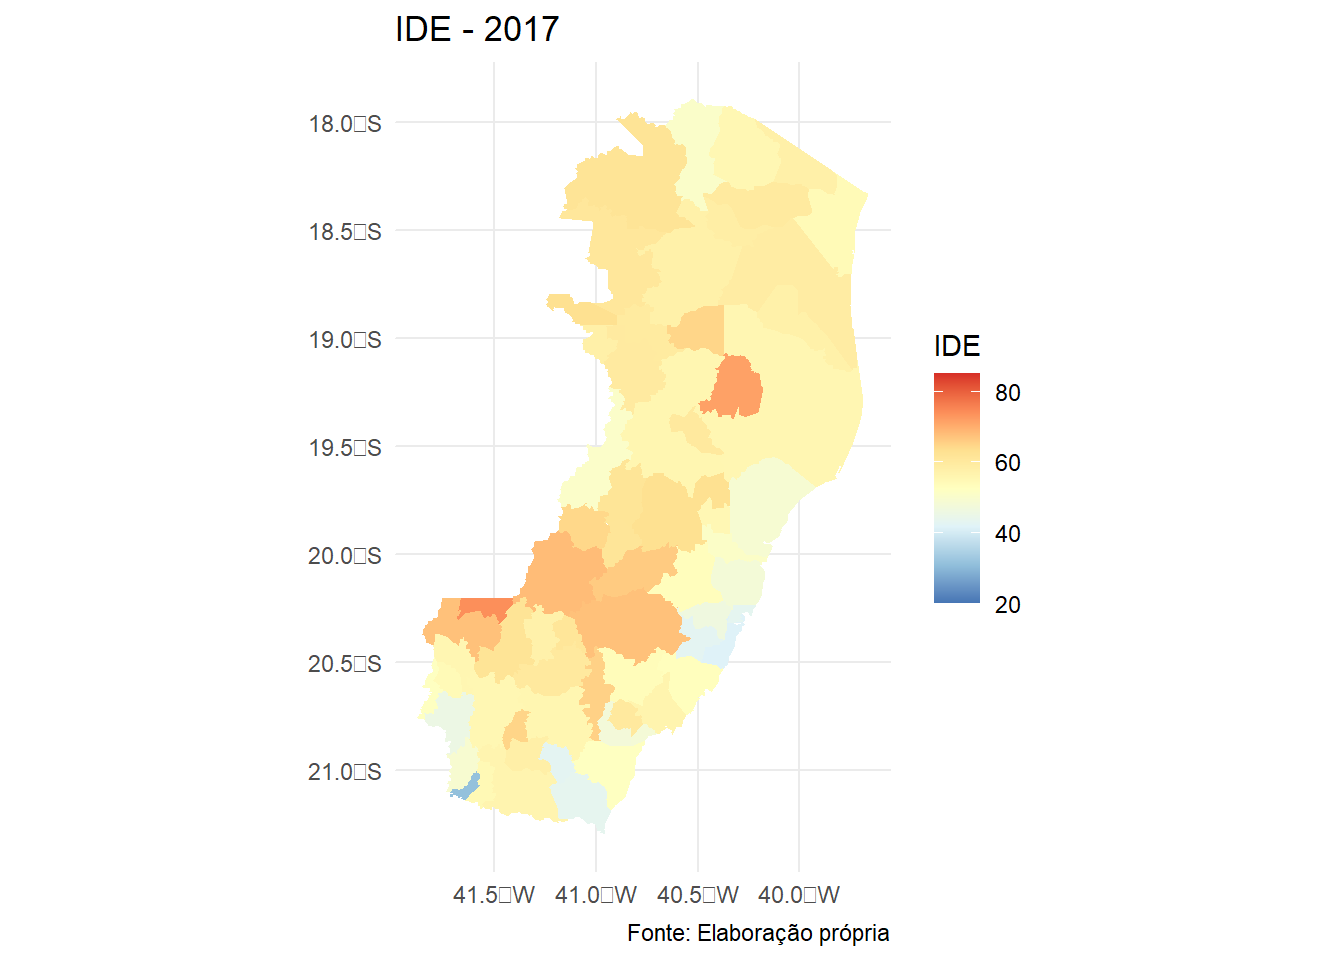 IDE - 2017
18.0□S
18.5□S
19.0□S
19.5□S
20.0□S
20.5□S
21.0□S
41.5□W 41.0□W 40.5□W 40.0□W
IDE
80
60
40
20
Fonte: Elaboração própria